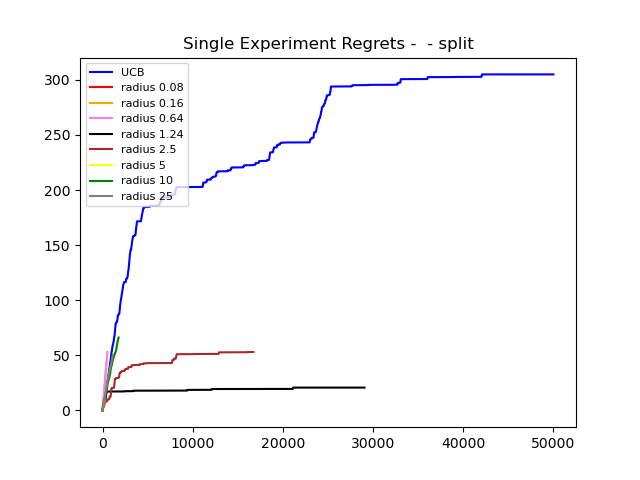 Single Experiment Regrets -  - split
UCB
radius 0.08
radius 0.16
radius 0.64
radius 1.24
radius 2.5
radius 5
radius 10
radius 25
300
250
200
150
100
50
0
0 10000 20000 30000 40000 50000